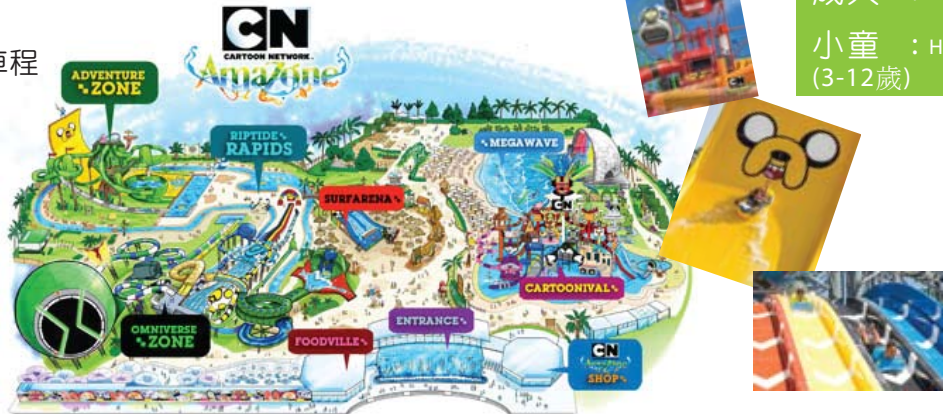 CN
CARTOON NETWORK
Amazone
車程
ADVENTURE
ZONE
RIPTIDE
RAPIDS
MEGAWAVE
SURFARENA
CN
CARTOONIVAL
OMNIVERSE
ZONE
FOODVILLE
ENTRANCE
CN
Amazone
SHOP
小童 : H
(3-12歲)